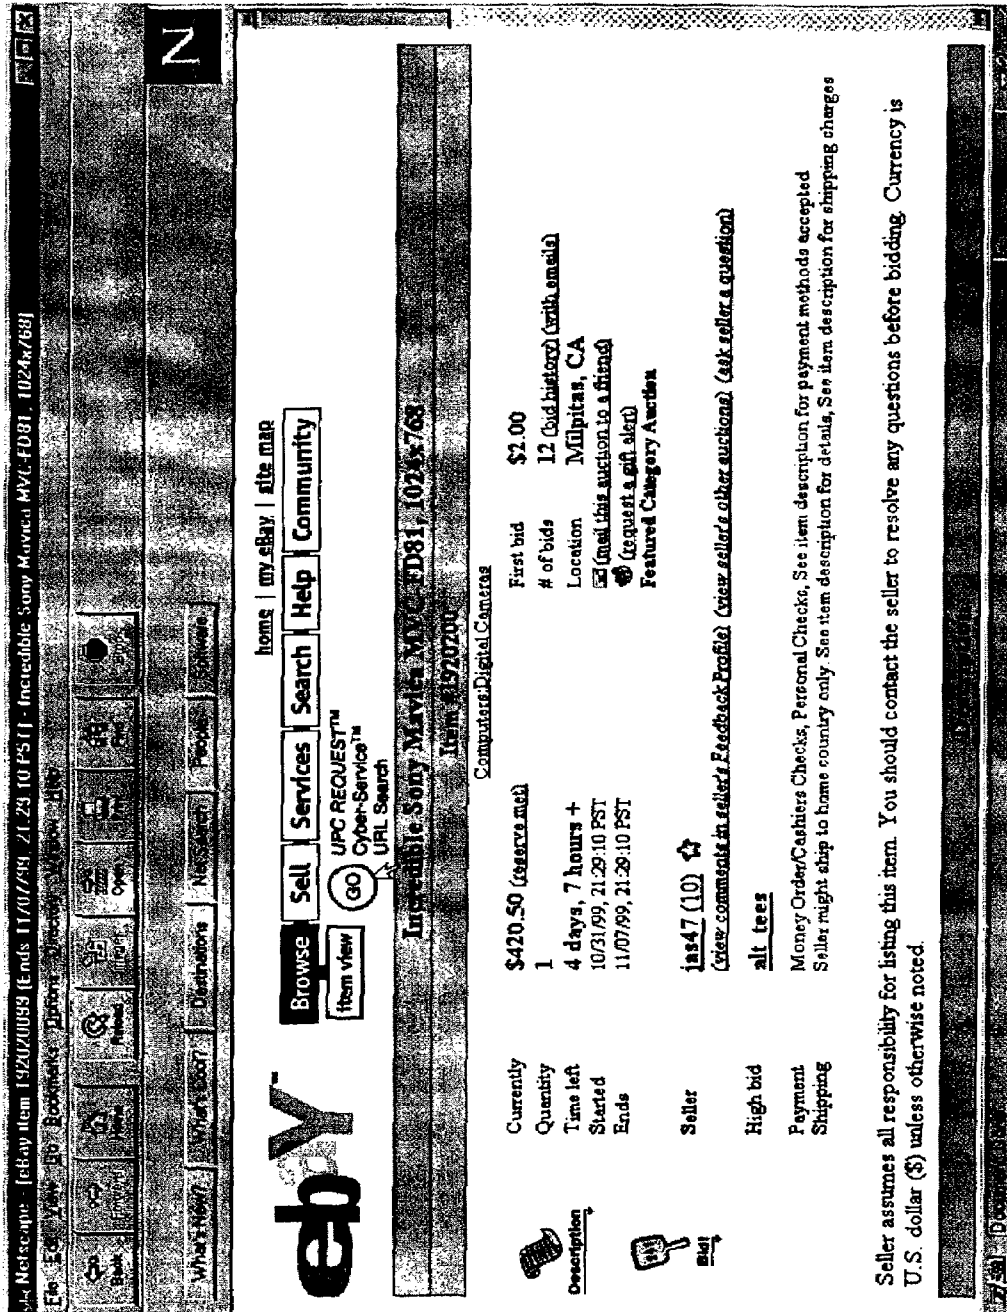 Netscape - [eBay item 192020099 (Ends 11/07/99, 21:29:10 PST) - Incredible Sony Mavica MVC-FD81, 1024x768]
File Edit View Go Bookmarks Options Directory Window Help
Back Forward Home Reload Images Open Print Find
What's New? What's Cool? Destinations Net Search People Software
N
home | my eBay | site map
ebay™
Browse Sell Services Search Help Community
Item view
GO
UPC REQUEST™
Cyber-Service™
URL Search
Incredible Sony Mavica MVC-FD81, 1024x768
Item #1920200
Computers:Digital Cameras
Currently $420.50 (reserve met) First bid $2.00
Quantity 1 # of bids 12 (bid history) (with emails)
Time left 4 days, 7 hours + Location Milpitas, CA
Started 10/31/99, 21:29:10 PST (mail this auction to a friend)
Ends 11/07/99, 21:29:10 PST (request a gift alert)
Featured Category Auction
Description
Seller jas47 (10)
(view comments in seller's Feedback Profile) (view seller's other auctions) (ask seller a question)
Bid!
High bid alt tees
Payment Money Order/Cashiers Checks, Personal Checks, See item description for payment methods accepted
Shipping Seller might ship to home country only. See item description for details, See item description for shipping charges
Seller assumes all responsibility for listing this item. You should contact the seller to resolve any questions before bidding. Currency is
U.S. dollar ($) unless otherwise noted.